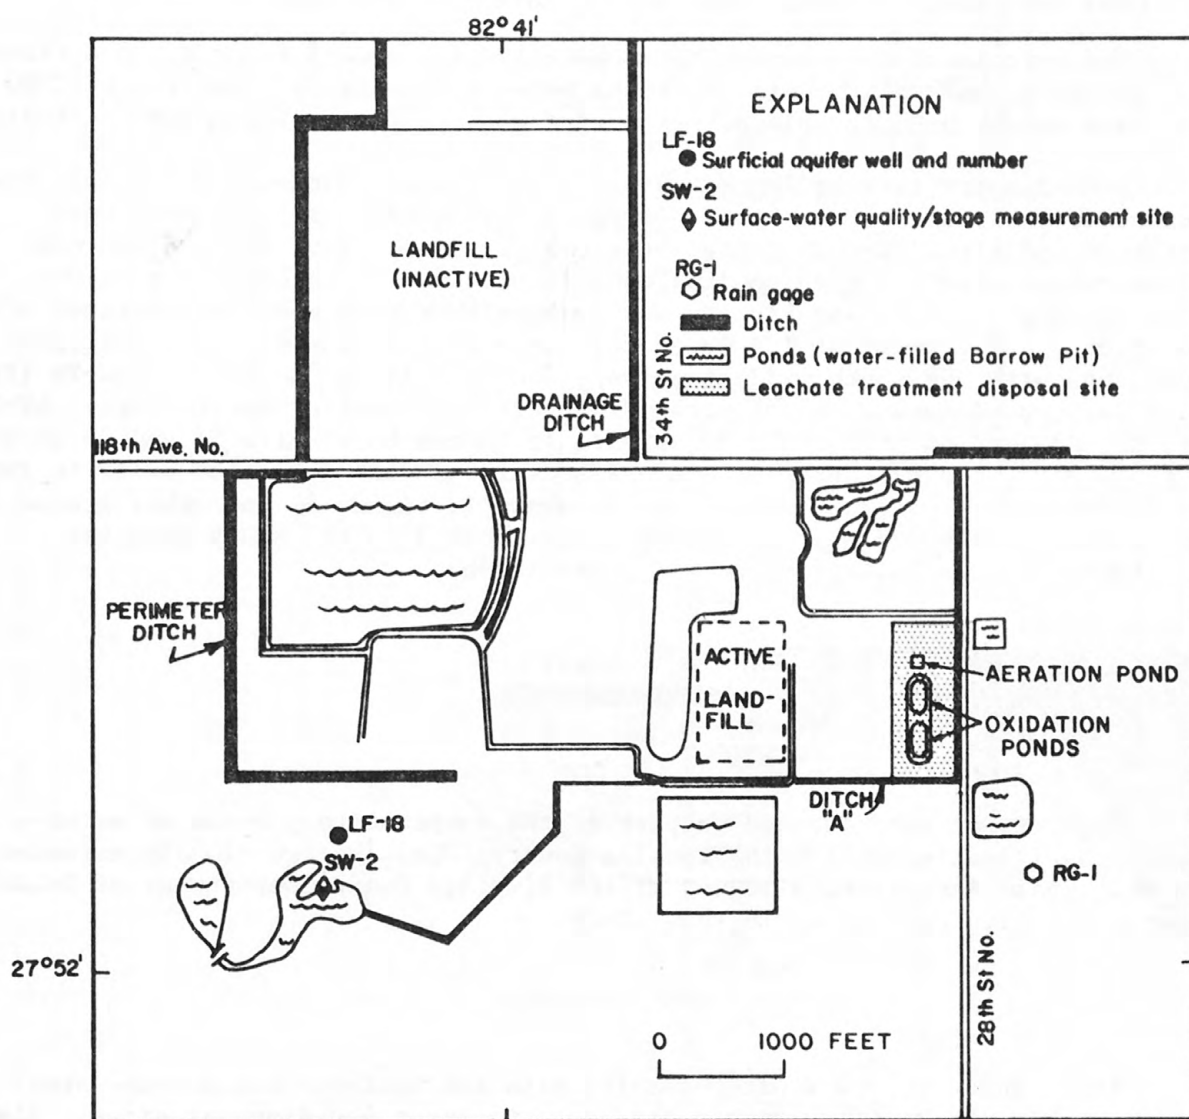 82°41'
EXPLANATION
LF-18
Surficial aquifer well and number
SW-2
Surface-water quality/stage measurement site
RG-1
Rain gage
Ditch
Ponds (water-filled Barrow Pit)
Leachate treatment disposal site
LANDFILL
(INACTIVE)
34th St No.
DRAINAGE
DITCH
118th Ave. No.
PERIMETER
DITCH
ACTIVE
LAND-
FILL
AERATION POND
OXIDATION
PONDS
DITCH
"A"
LF-18
SW-2
RG-1
27°52'
28th St No.
0 1000 FEET